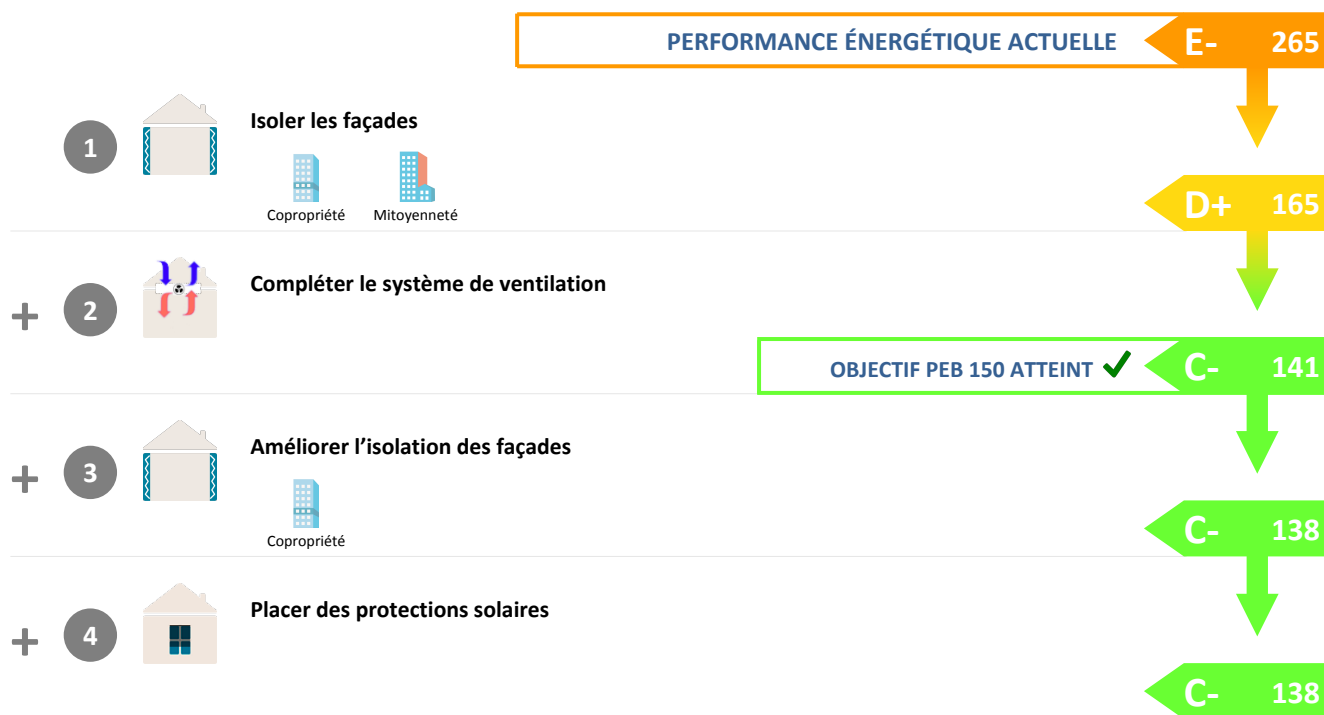 PERFORMANCE ÉNERGÉTIQUE ACTUELLE E- 265
1 Isoler les façades
Copropriété Mitoyenneté
D+ 165
+ 2 Compléter le système de ventilation
OBJECTIF PEB 150 ATTEINT ✓ C- 141
+ 3 Améliorer l’isolation des façades
Copropriété
C- 138
+ 4 Placer des protections solaires
C- 138